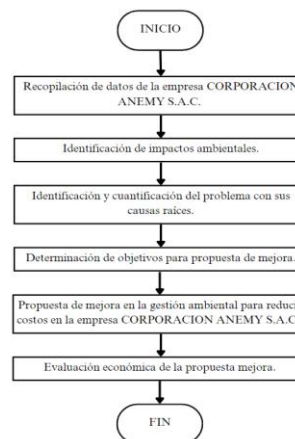 INICIO
Recopilación de datos de la empresa CORPORACION
ANEMY S.A.C.
Identificación de impactos ambientales.
Identificación y cuantificación del problema con sus
causas raíces.
Determinación de objetivos para propuesta de mejora.
Propuesta de mejora en la gestión ambiental para reduci
costos en la empresa CORPORACION ANEMY S.A.C
Evaluación económica de la propuesta mejora.
FIN